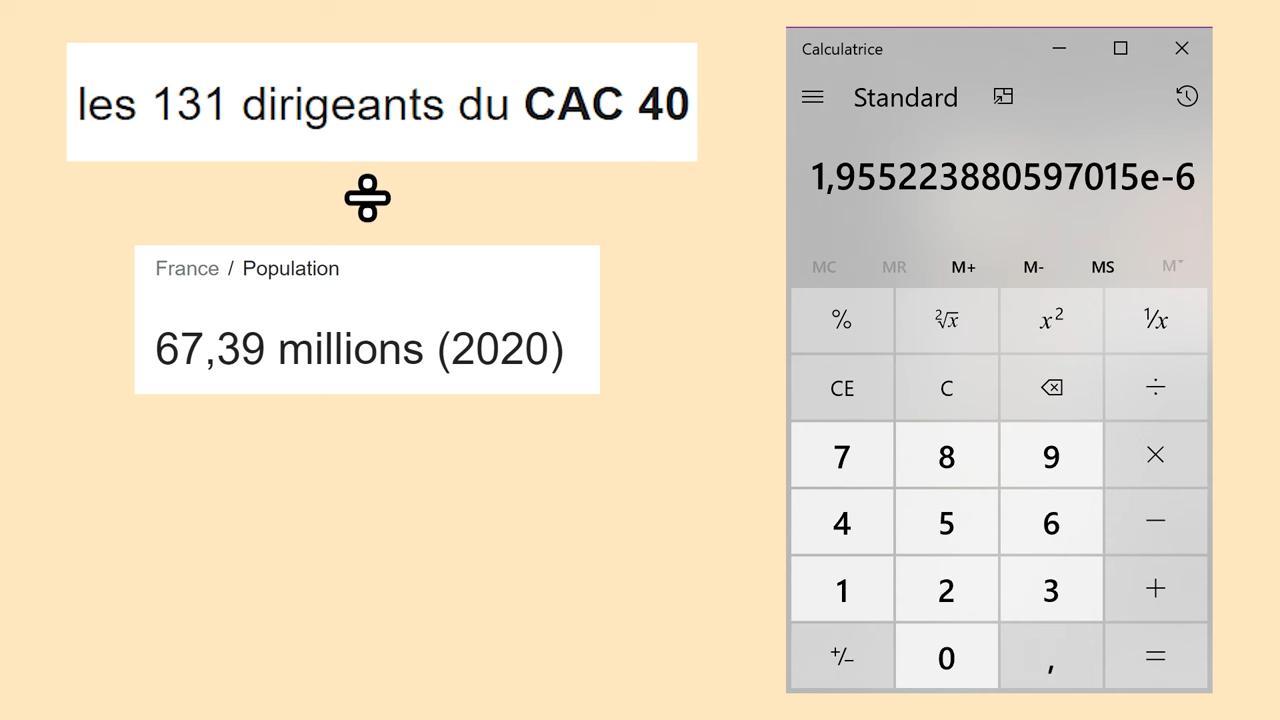 les 131 dirigeants du CAC 40
÷
France / Population
67,39 millions (2020)
Calculatrice
Standard
1,955223880597015e-6
MC MR M+ M- MS M˅
% ²√x x² ¹/x
CE C ÷
7 8 9 ×
4 5 6 −
1 2 3 +
+/− 0 , =